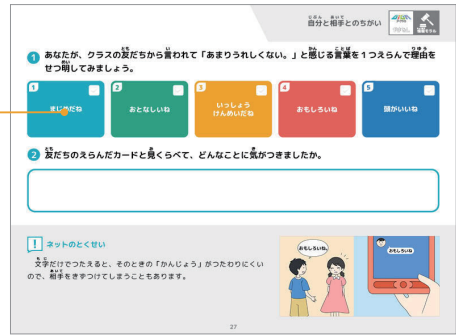 自分と相手とのちがい
じぶん あいて
1 あなたが、クラスの友だちから言われて「あまりうれしくない。」と感じる言葉を1つえらんで理由を
せつ明してみましょう。
1
まじめだね
2
おとなしいね
3
いっしょう
けんめいだね
4
おもしろいね
5
頭がいいね
2 友だちのえらんだカードと見くらべて、どんなことに気がつきましたか。
! ネットのとくせい
文字だけでつたえると、そのときの「かんじょう」がつたわりにくい
ので、相手をきずつけてしまうこともあります。
おもしろいね。
おもしろいね。
27